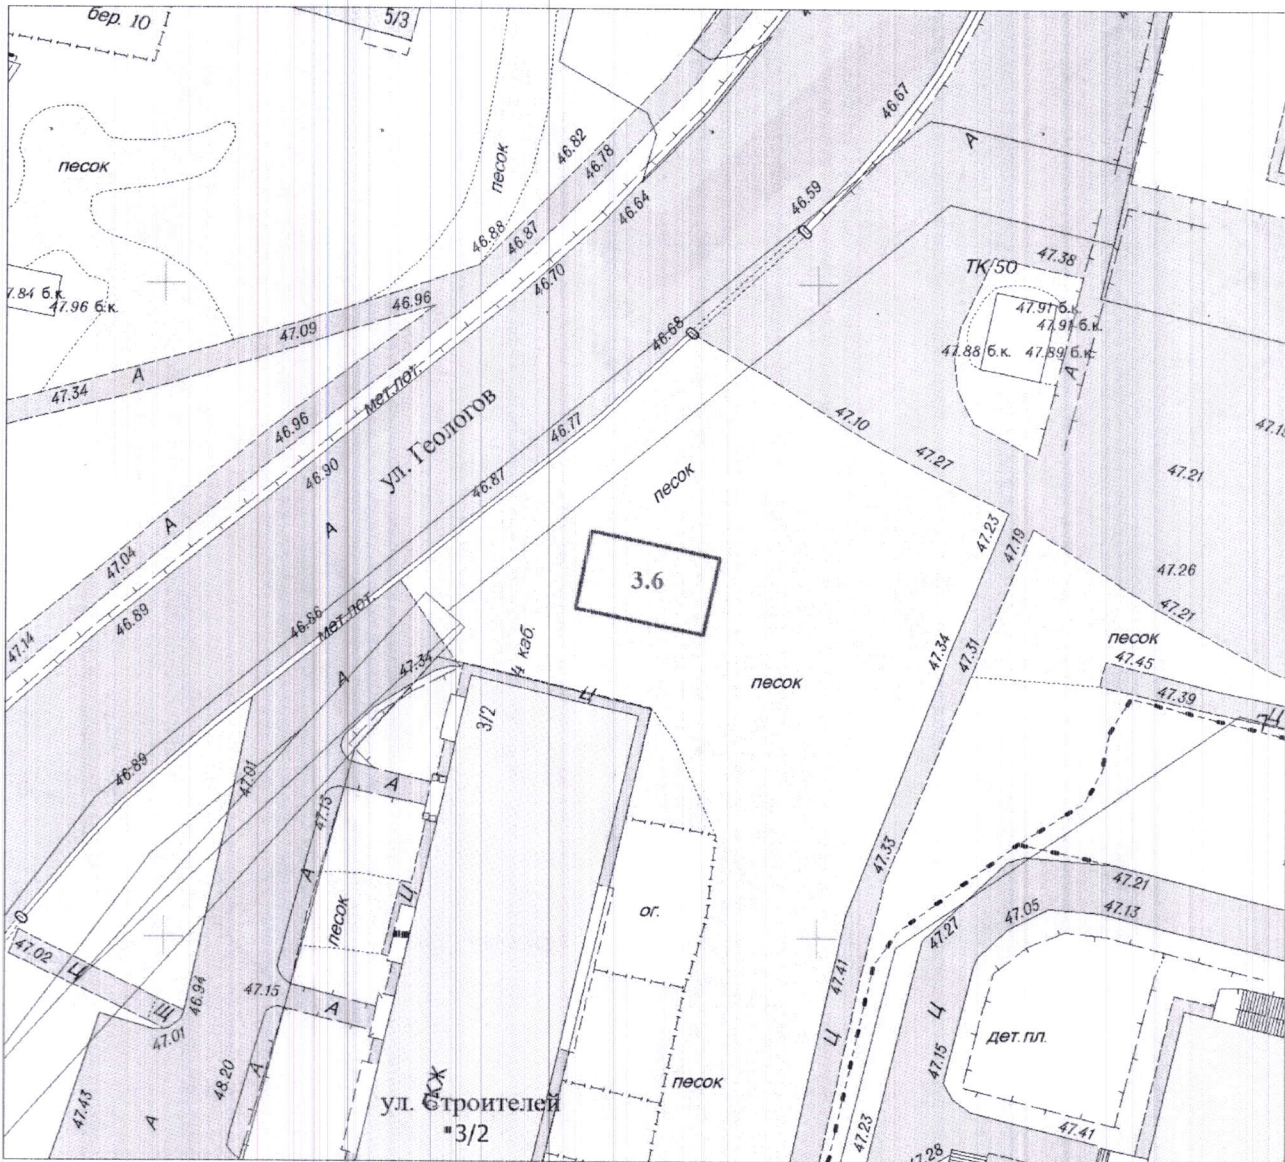 бер. 10
5/3
песок
песок
46.82
46.78
46.67
А
46.64
46.59
46.88
46.87
46.70
ТК 50
47.38
7.84 б.к.
47.96 б.к.
46.96
47.91 б.к.
47.91 б.к.
47.09
46.68
47.88 б.к.
47.89 б.к.
А
А
47.34
мет.лот.
46.96
ул. Геологов
46.77
47.10
47.27
47.21
46.90
46.87
песок
А
А
47.23
47.19
47.04
3.6
47.26
47.21
46.89
46.86
мет.лот.
47.14
4 каб.
47.34
песок
47.45
47.34
47.31
А
песок
47.39
Ц
Ц
3/2
46.89
47.01
А
47.13
47.33
А
песок
Ц
ог.
47.21
47.13
47.05
47.27
47.02
Ц
46.94
47.15
47.41
Щ
А
Ц
Ц
47.01
дет.пл.
47.15
48.20
А
КЖ
песок
47.43
А
ул. Строителей
3/2
47.23
47.41
47.28